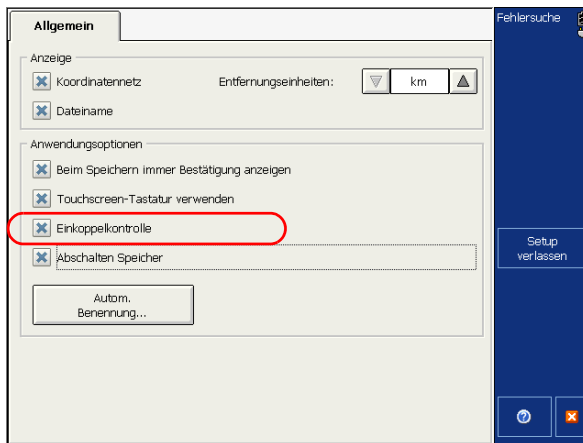 Allgemein
Fehlersuche
Anzeige
Koordinatennetz
Entfernungseinheiten:
km
Dateiname
Anwendungsoptionen
Beim Speichern immer Bestätigung anzeigen
Touchscreen-Tastatur verwenden
Einkoppelkontrolle
Abschalten Speicher
Autom.
Benennung...
Setup
verlassen